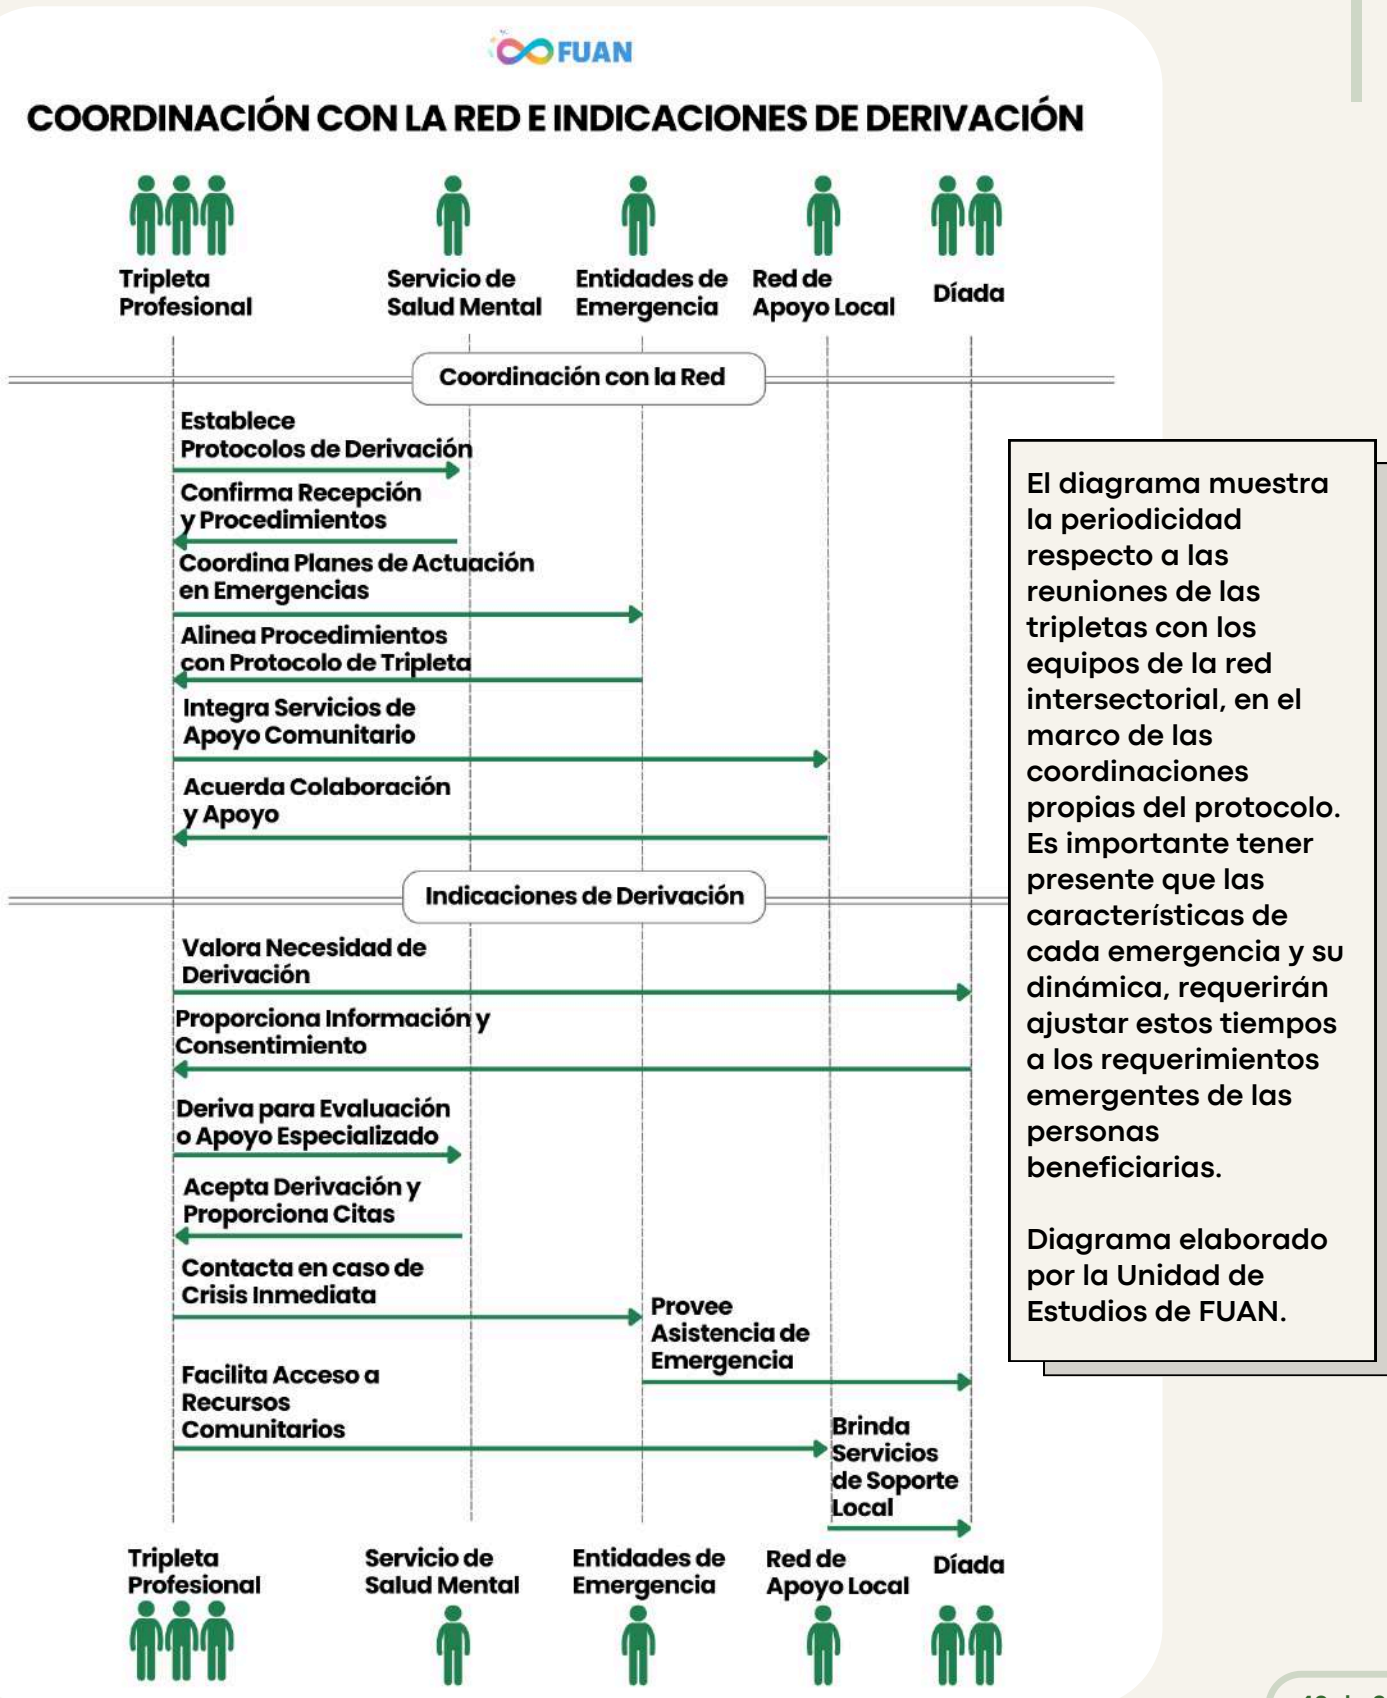 FUAN
COORDINACIÓN CON LA RED E INDICACIONES DE DERIVACIÓN
Tripleta
Profesional
Servicio de
Salud Mental
Entidades de
Emergencia
Red de
Apoyo Local
Díada
Coordinación con la Red
Establece
Protocolos de Derivación
Confirma Recepción
y Procedimientos
Coordina Planes de Actuación
en Emergencias
Alinea Procedimientos
con Protocolo de Tripleta
Integra Servicios de
Apoyo Comunitario
Acuerda Colaboración
y Apoyo
Indicaciones de Derivación
Valora Necesidad de
Derivación
Proporciona Información y
Consentimiento
Deriva para Evaluación
o Apoyo Especializado
Acepta Derivación y
Proporciona Citas
Contacta en caso de
Crisis Inmediata
Provee
Asistencia de
Emergencia
Facilita Acceso a
Recursos
Comunitarios
Brinda
Servicios
de Soporte
Local
Tripleta
Profesional
Servicio de
Salud Mental
Entidades de
Emergencia
Red de
Apoyo Local
Díada
El diagrama muestra
la periodicidad
respecto a las
reuniones de las
tripletas con los
equipos de la red
intersectorial, en el
marco de las
coordinaciones
propias del protocolo.
Es importante tener
presente que las
características de
cada emergencia y su
dinámica, requerirán
ajustar estos tiempos
a los requerimientos
emergentes de las
personas
beneficiarias.
Diagrama elaborado
por la Unidad de
Estudios de FUAN.